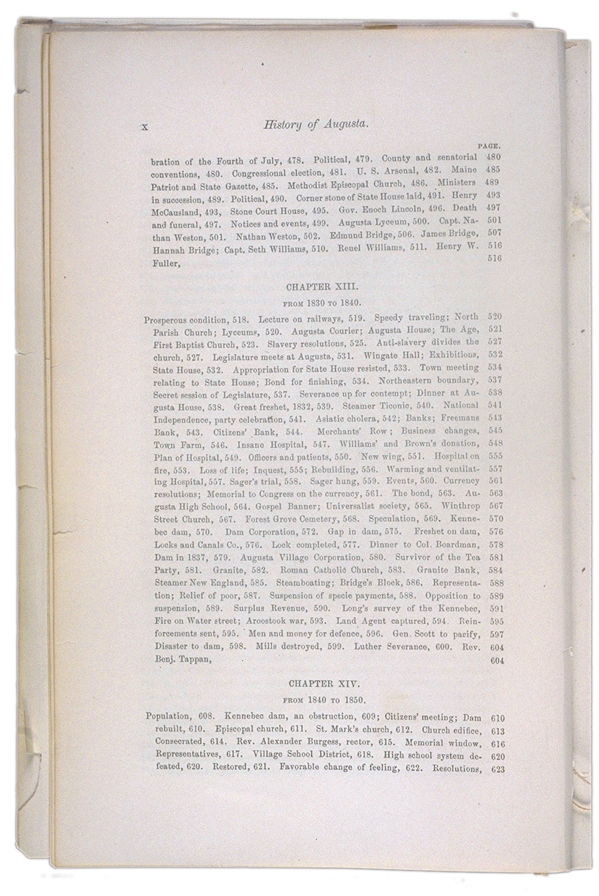 x History of Augusta.
PAGE.
bration of the Fourth of July, 478. Political, 479. County and senatorial 480
conventions, 480. Congressional election, 481. U. S. Arsenal, 482. Maine 485
Patriot and State Gazette, 485. Methodist Episcopal Church, 486. Ministers 489
in succession, 489. Political, 490. Corner stone of State House laid, 491. Henry 493
McCausland, 493, Stone Court House, 495. Gov. Enoch Lincoln, 496. Death 497
and funeral, 497. Notices and events, 499. Augusta Lyceum, 500. Capt. Na- 501
than Weston, 501. Nathan Weston, 502. Edmund Bridge, 506. James Bridge, 507
Hannah Bridge; Capt. Seth Williams, 510. Reuel Williams, 511. Henry W. 516
Fuller, 516
CHAPTER XIII.
FROM 1830 TO 1840.
Prosperous condition, 518. Lecture on railways, 519. Speedy traveling; North 520
Parish Church; Lyceums, 520. Augusta Courier; Augusta House; The Age, 521
First Baptist Church, 523. Slavery resolutions, 525. Anti-slavery divides the 527
church, 527. Legislature meets at Augusta, 531. Wingate Hall; Exhibitions, 532
State House, 532. Appropriation for State House resisted, 533. Town meeting 534
relating to State House; Bond for finishing, 534. Northeastern boundary, 537
Secret session of Legislature, 537. Severance up for contempt; Dinner at Au- 538
gusta House, 538. Great freshet, 1832, 539. Steamer Ticonic, 540. National 541
Independence, party celebration, 541. Asiatic cholera, 542; Banks; Freemans 543
Bank, 543. Citizens' Bank, 544. Merchants' Row; Business changes, 545
Town Farm, 546. Insane Hospital, 547. Williams' and Brown's donation, 548
Plan of Hospital, 549. Officers and patients, 550. New wing, 551. Hospital on 555
fire, 553. Loss of life; Inquest, 555; Rebuilding, 556. Warming and ventilat- 557
ing Hospital, 557. Sager's trial, 558. Sager hung, 559. Events, 560. Currency 561
resolutions; Memorial to Congress on the currency, 561. The bond, 563. Au- 563
gusta High School, 564. Gospel Banner; Universalist society, 565. Winthrop 567
Street Church, 567. Forest Grove Cemetery, 568. Speculation, 569. Kenne- 570
bec dam, 570. Dam Corporation, 572. Gap in dam, 575. Freshet on dam, 576
Locks and Canals Co., 576. Lock completed, 577. Dinner to Col. Boardman, 578
Dam in 1837, 579. Augusta Village Corporation, 580. Survivor of the Tea 581
Party, 581. Granite, 582. Roman Catholic Church, 583. Granite Bank, 584
Steamer New England, 585. Steamboating; Bridge's Block, 586. Representa- 588
tion; Relief of poor, 587. Suspension of specie payments, 588. Opposition to 589
suspension, 589. Surplus Revenue, 590. Long's survey of the Kennebec, 591
Fire on Water street; Aroostook war, 593. Land Agent captured, 594. Rein- 595
forcements sent, 595. Men and money for defence, 596. Gen. Scott to parify, 597
Disaster to dam, 598. Mills destroyed, 599. Luther Severance, 600. Rev. 604
Benj. Tappan, 604
CHAPTER XIV.
FROM 1840 TO 1850.
Population, 608. Kennebec dam, an obstruction, 609; Citizens' meeting; Dam 610
rebuilt, 610. Episcopal church, 611. St. Mark's church, 612. Church edifice, 613
Consecrated, 614. Rev. Alexander Burgess, rector, 615. Memorial window, 616
Representatives, 617. Village School District, 618. High school system de- 620
feated, 620. Restored, 621. Favorable change of feeling, 622. Resolutions, 623